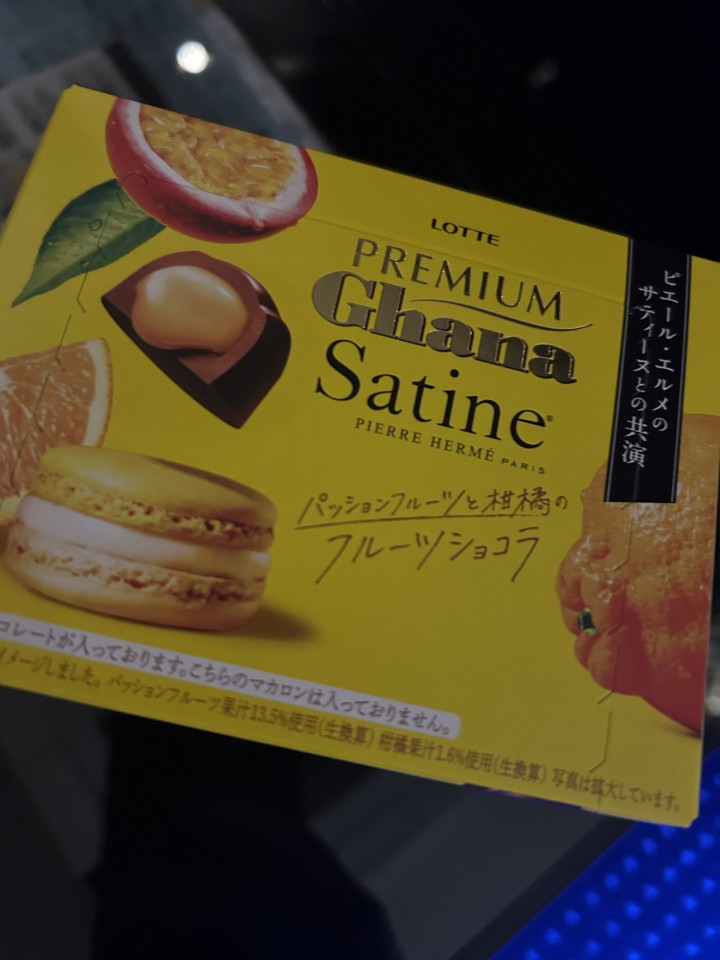 LOTTE
PREMIUM
Ghana
Satine®
PIERRE HERMÉ PARIS
パッションフルーツと柑橘の
フルーツショコラ
ピエール・エルメの
サティーヌとの共演
コレートが入っております。こちらのマカロンは入っておりません。
イメージしました。パッションフルーツ果汁13.5%使用(生換算) 柑橘果汁1.6%使用(生換算) 写真は拡大しています。